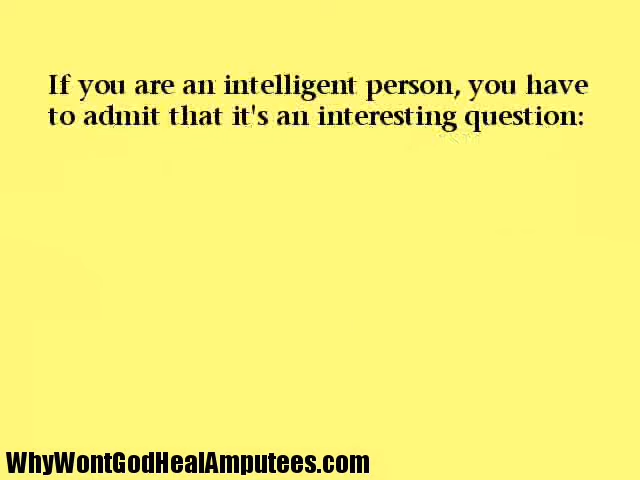 If you are an intelligent person, you have
to admit that it's an interesting question:
WhyWontGodHealAmputees.com